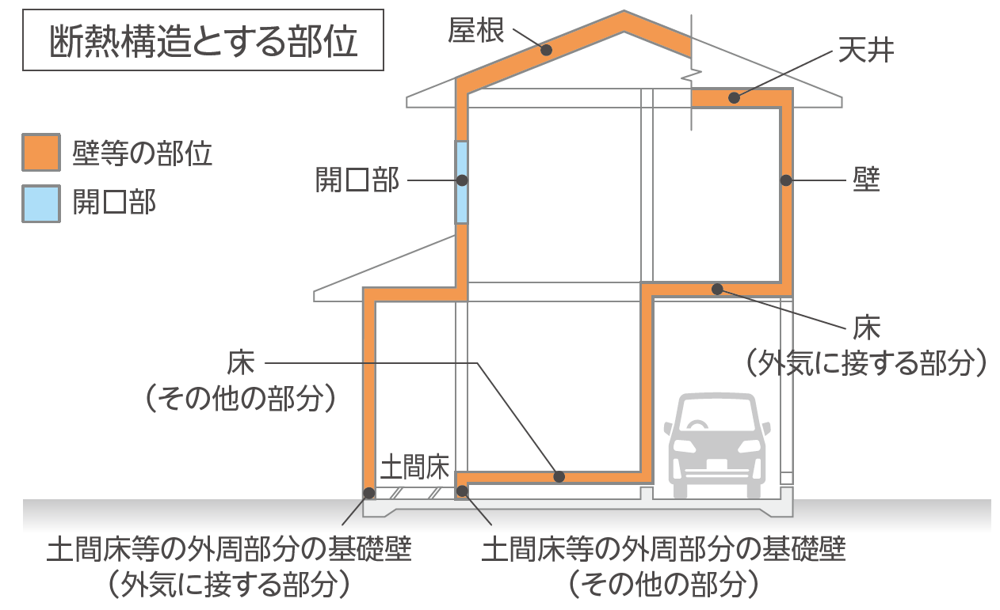 断熱構造とする部位
屋根
天井
壁等の部位
開口部
開口部
壁
床
（外気に接する部分）
床
（その他の部分）
土間床
土間床等の外周部分の基礎壁
（外気に接する部分）
土間床等の外周部分の基礎壁
（その他の部分）